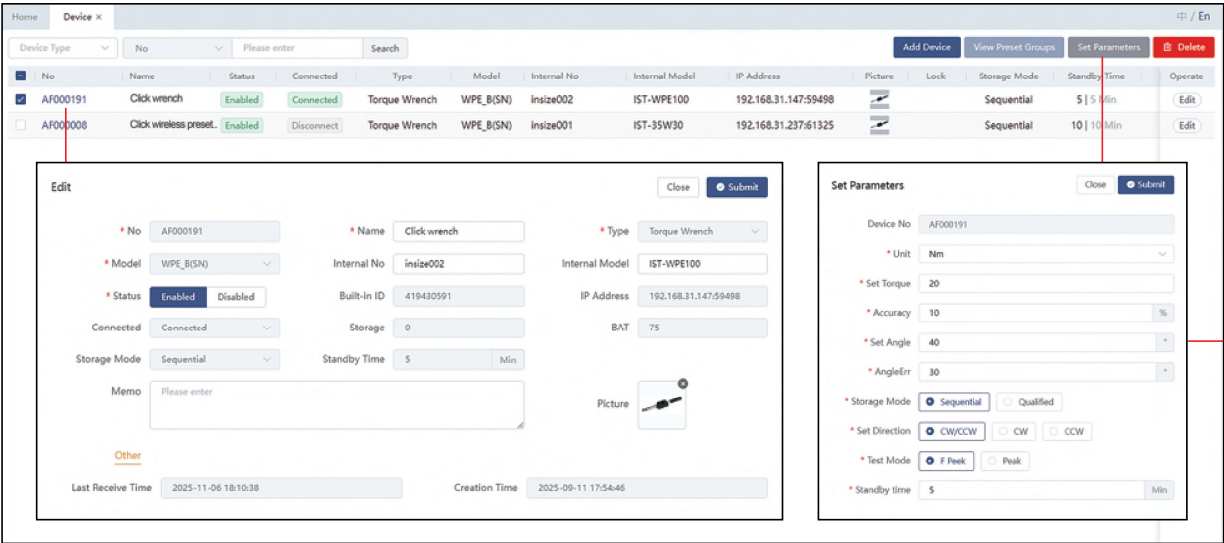 Home Device × 中 / En
Device Type No Please enter Search Add Device View Preset Groups Set Parameters Delete
No Name Status Connected Type Model Internal No Internal Model IP Address Picture Lock Storage Mode Standby Time Operate
AF000191 Click wrench Enabled Connected Torque Wrench WPE_B(SN) insize002 IST-WPE100 192.168.31.147:59498 Sequential 5 | 5 Min Edit
AF000008 Click wireless preset.. Enabled Disconnect Torque Wrench WPE_B(SN) insize001 IST-35W30 192.168.31.237:61325 Sequential 10 | 10 Min Edit
Edit Close Submit
* No AF000191 * Name Click wrench * Type Torque Wrench
* Model WPE_B(SN) Internal No insize002 Internal Model IST-WPE100
* Status Enabled Disabled Built-in ID 419430591 IP Address 192.168.31.147:59498
Connected Connected Storage 0 BAT 75
Storage Mode Sequential Standby Time 5 Min
Memo Please enter Picture
Other
Last Receive Time 2025-11-06 18:10:38 Creation Time 2025-09-11 17:54:46
Set Parameters Close Submit
Device No AF000191
* Unit Nm
* Set Torque 20
* Accuracy 10 %
* Set Angle 40 °
* AngleErr 30 °
* Storage Mode Sequential Qualified
* Set Direction CW/CCW CW CCW
* Test Mode F Peek Peak
* Standby time 5 Min